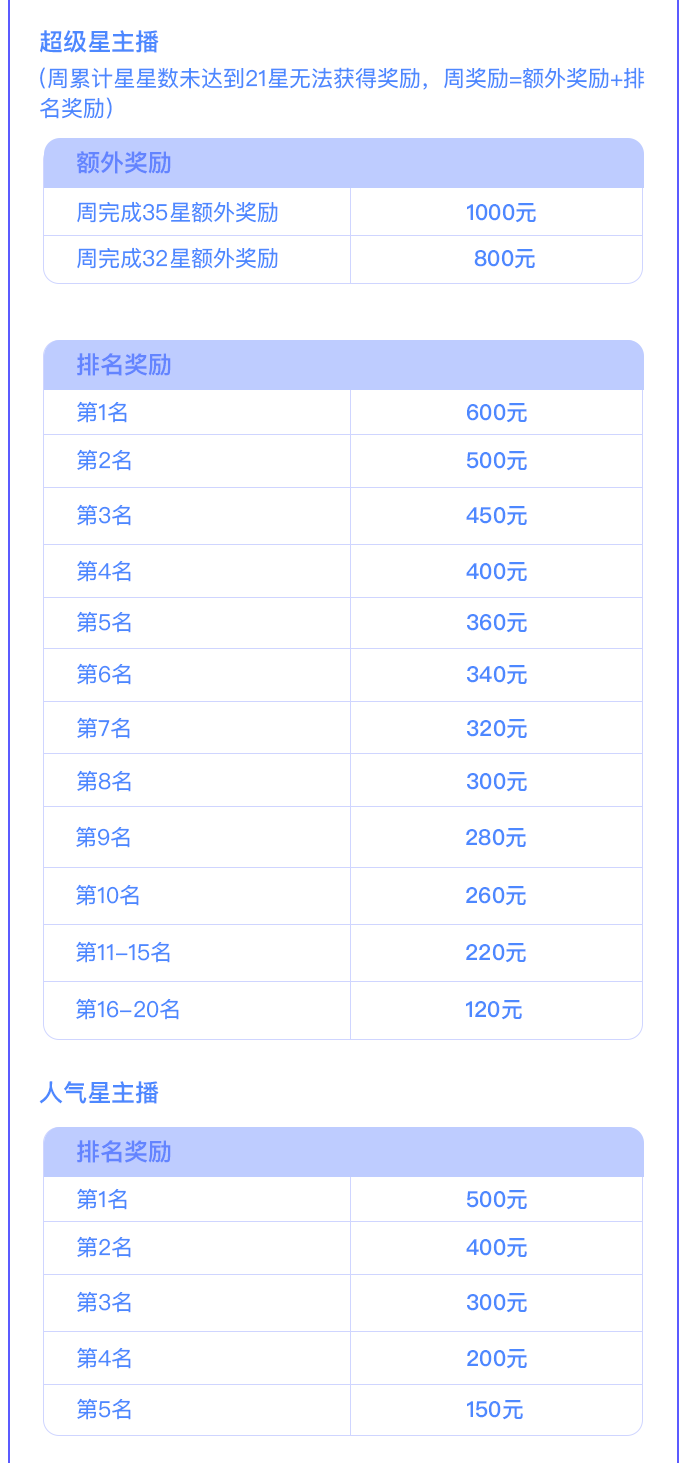 超级星主播
(周累计星星数未达到21星无法获得奖励，周奖励=额外奖励+排
名奖励)
额外奖励
周完成35星额外奖励 1000元
周完成32星额外奖励 800元
排名奖励
第1名 600元
第2名 500元
第3名 450元
第4名 400元
第5名 360元
第6名 340元
第7名 320元
第8名 300元
第9名 280元
第10名 260元
第11–15名 220元
第16–20名 120元
人气星主播
排名奖励
第1名 500元
第2名 400元
第3名 300元
第4名 200元
第5名 150元